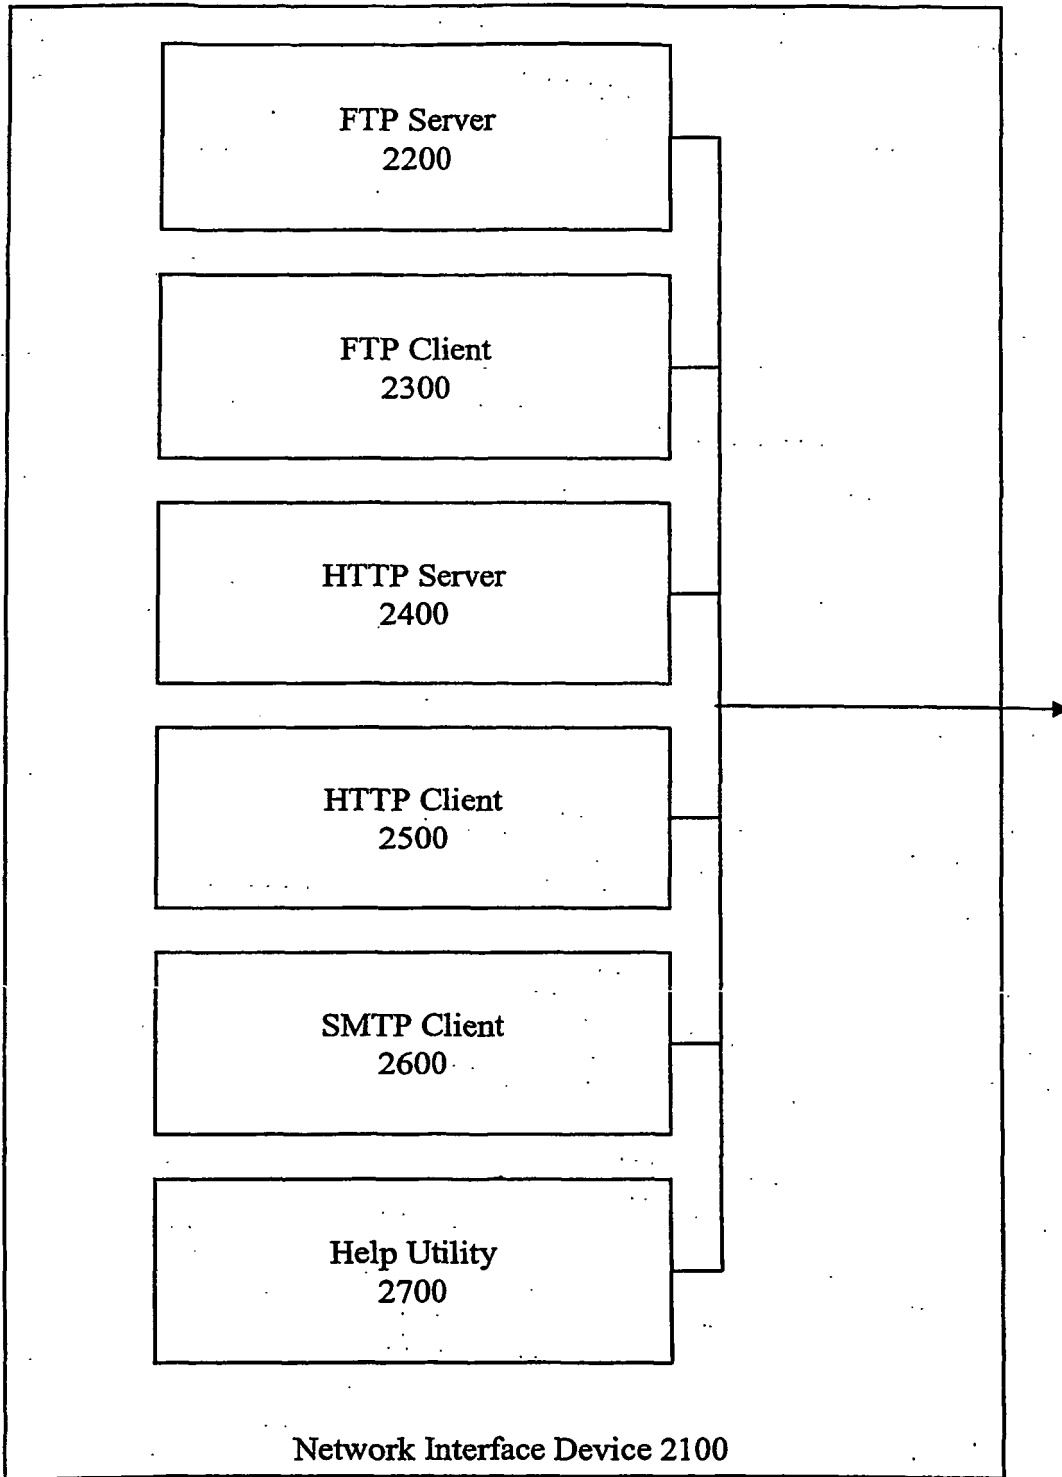 FTP Server
2200
FTP Client
2300
HTTP Server
2400
HTTP Client
2500
SMTP Client
2600
Help Utility
2700
Network Interface Device 2100